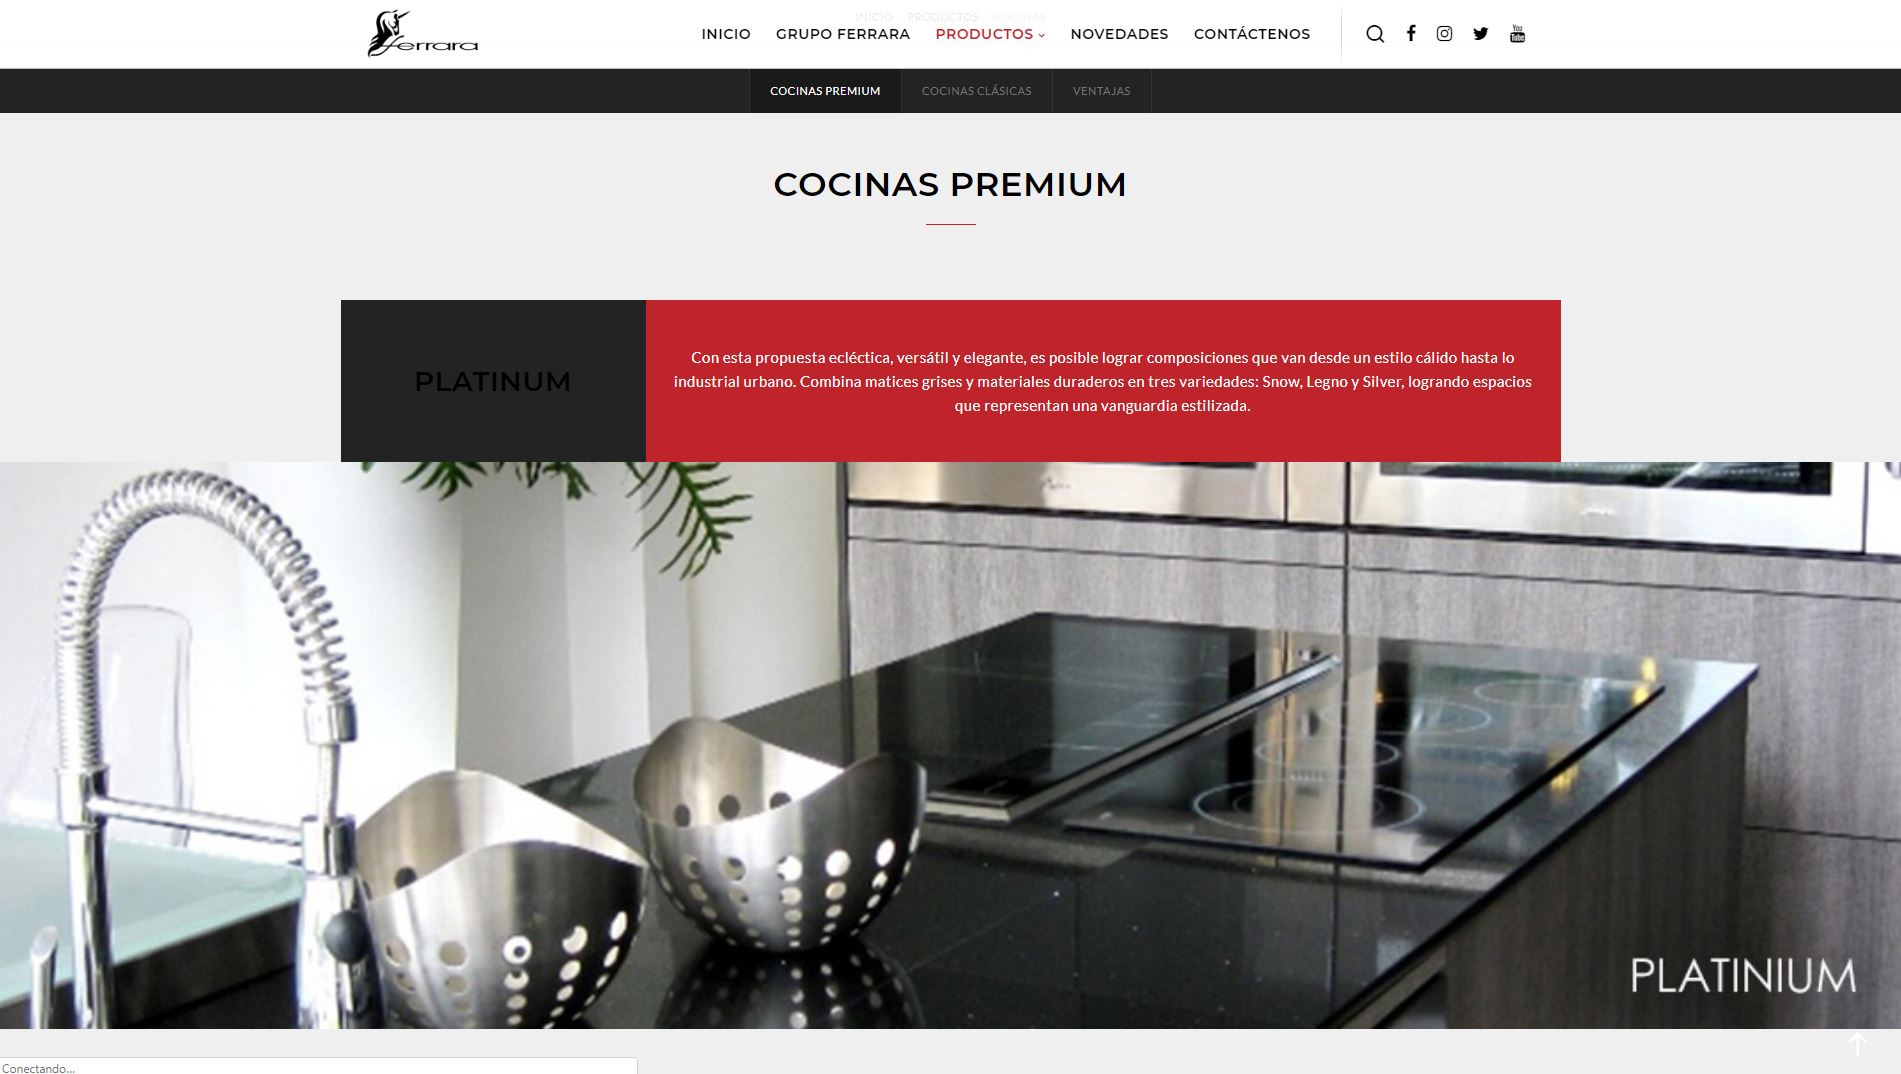 INICIO PRODUCTOS COCINAS
Ferrara
INICIO GRUPO FERRARA PRODUCTOS NOVEDADES CONTÁCTENOS
You
Tube
COCINAS PREMIUM COCINAS CLÁSICAS VENTAJAS
COCINAS PREMIUM
PLATINUM
Con esta propuesta ecléctica, versátil y elegante, es posible lograr composiciones que van desde un estilo cálido hasta lo
industrial urbano. Combina matices grises y materiales duraderos en tres variedades: Snow, Legno y Silver, logrando espacios
que representan una vanguardia estilizada.
PLATINIUM
Conectando...